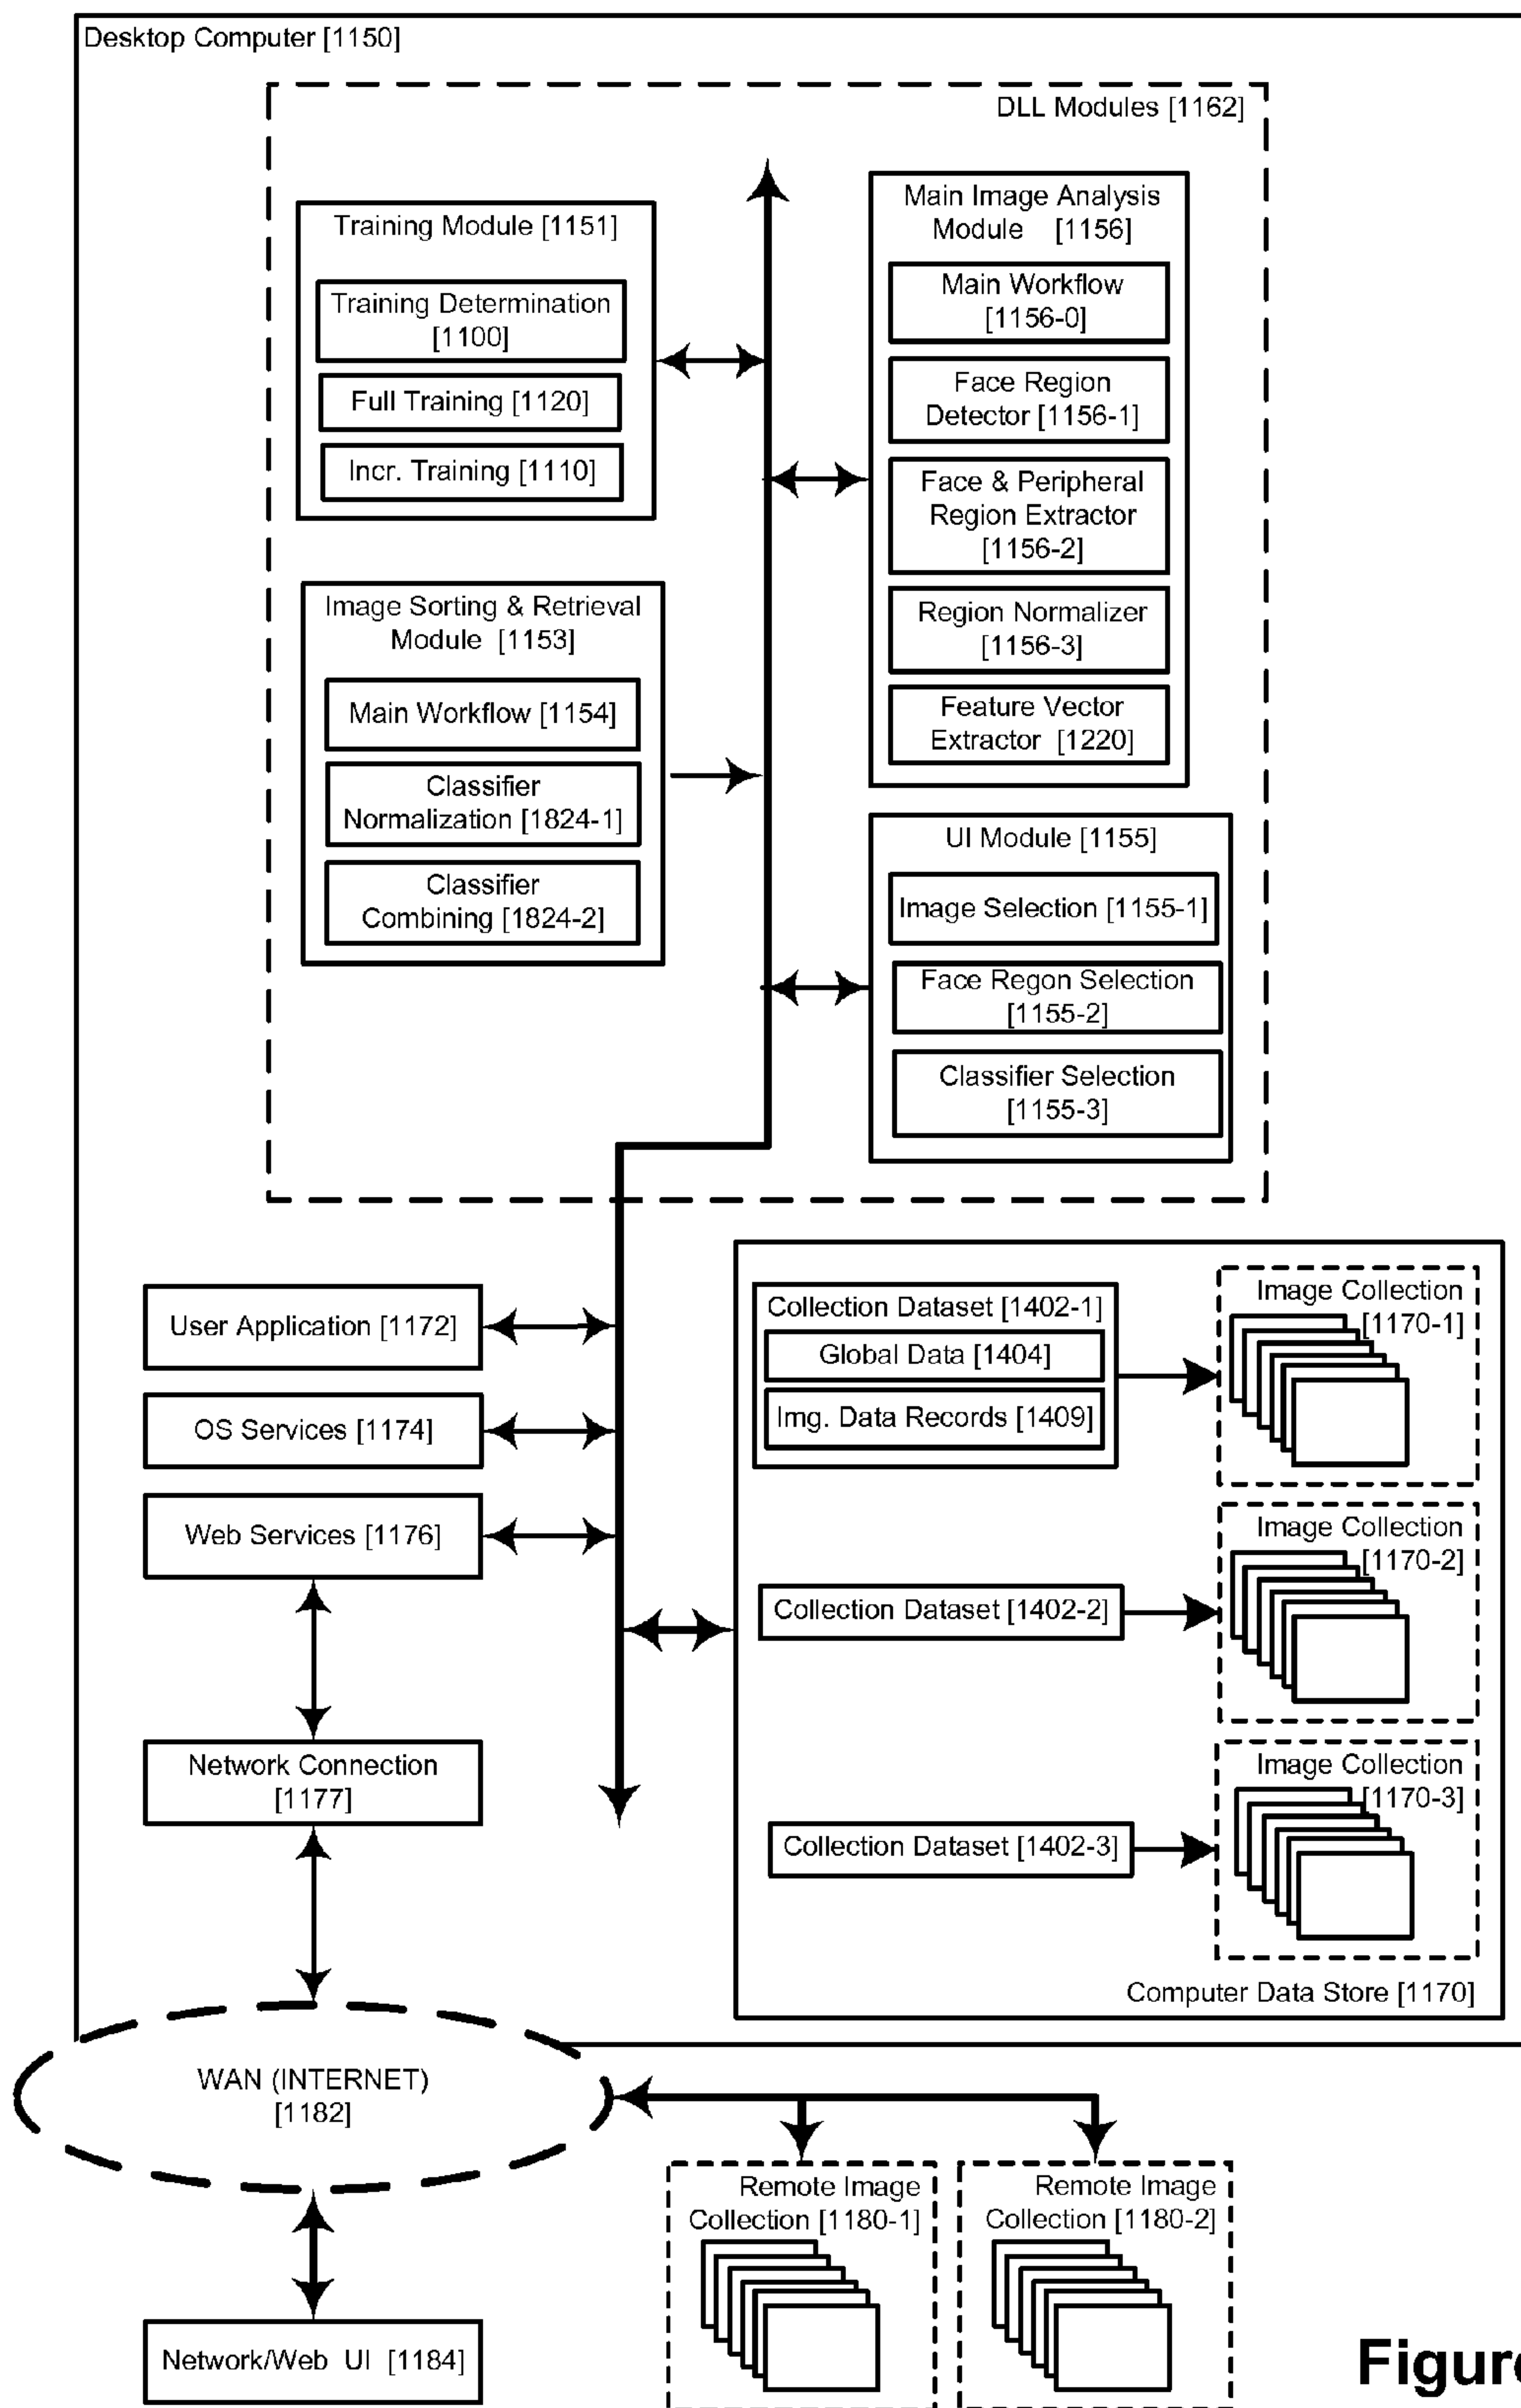 Desktop Computer [1150]
DLL Modules [1162]
Training Module [1151]
Training Determination
[1100]
Full Training [1120]
Incr. Training [1110]
Image Sorting & Retrieval
Module [1153]
Main Workflow [1154]
Classifier
Normalization [1824-1]
Classifier
Combining [1824-2]
Main Image Analysis
Module [1156]
Main Workflow
[1156-0]
Face Region
Detector [1156-1]
Face & Peripheral
Region Extractor
[1156-2]
Region Normalizer
[1156-3]
Feature Vector
Extractor [1220]
UI Module [1155]
Image Selection [1155-1]
Face Regon Selection
[1155-2]
Classifier Selection
[1155-3]
User Application [1172]
OS Services [1174]
Web Services [1176]
Network Connection
[1177]
Collection Dataset [1402-1]
Global Data [1404]
Img. Data Records [1409]
Image Collection
[1170-1]
Collection Dataset [1402-2]
Image Collection
[1170-2]
Collection Dataset [1402-3]
Image Collection
[1170-3]
Computer Data Store [1170]
WAN (INTERNET)
[1182]
Remote Image
Collection [1180-1]
Remote Image
Collection [1180-2]
Network/Web UI [1184]